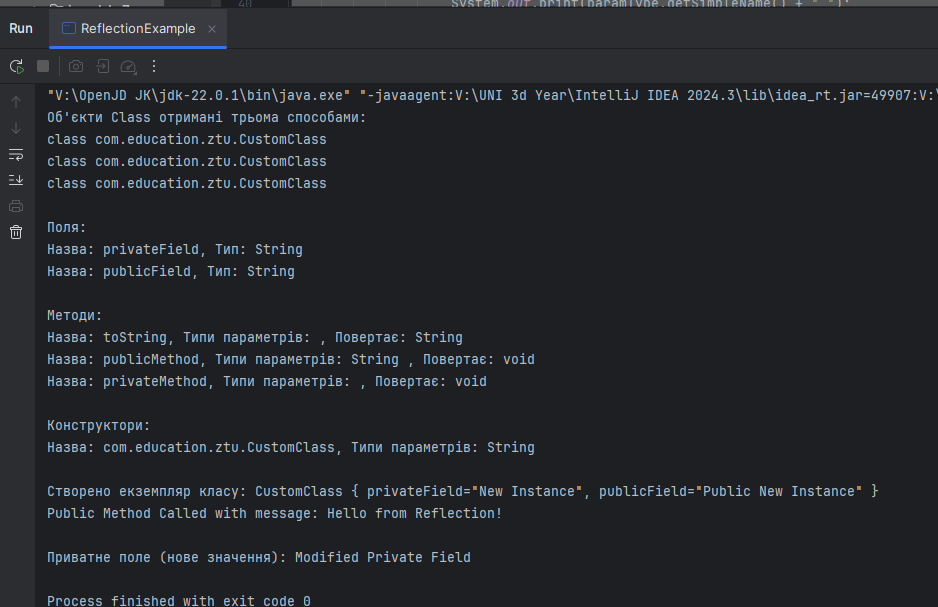 40
System.out.print(paramType.getSimpleName() + " ");
Run
ReflectionExample
"V:\OpenJD JK\jdk-22.0.1\bin\java.exe" "-javaagent:V:\UNI 3d Year\IntelliJ IDEA 2024.3\lib\idea_rt.jar=49907:V:\
Об'єкти Class отримані трьома способами:
class com.education.ztu.CustomClass
class com.education.ztu.CustomClass
class com.education.ztu.CustomClass
Поля:
Назва: privateField, Тип: String
Назва: publicField, Тип: String
Методи:
Назва: toString, Типи параметрів: , Повертає: String
Назва: publicMethod, Типи параметрів: String , Повертає: void
Назва: privateMethod, Типи параметрів: , Повертає: void
Конструктори:
Назва: com.education.ztu.CustomClass, Типи параметрів: String
Створено екземпляр класу: CustomClass { privateField="New Instance", publicField="Public New Instance" }
Public Method Called with message: Hello from Reflection!
Приватне поле (нове значення): Modified Private Field
Process finished with exit code 0